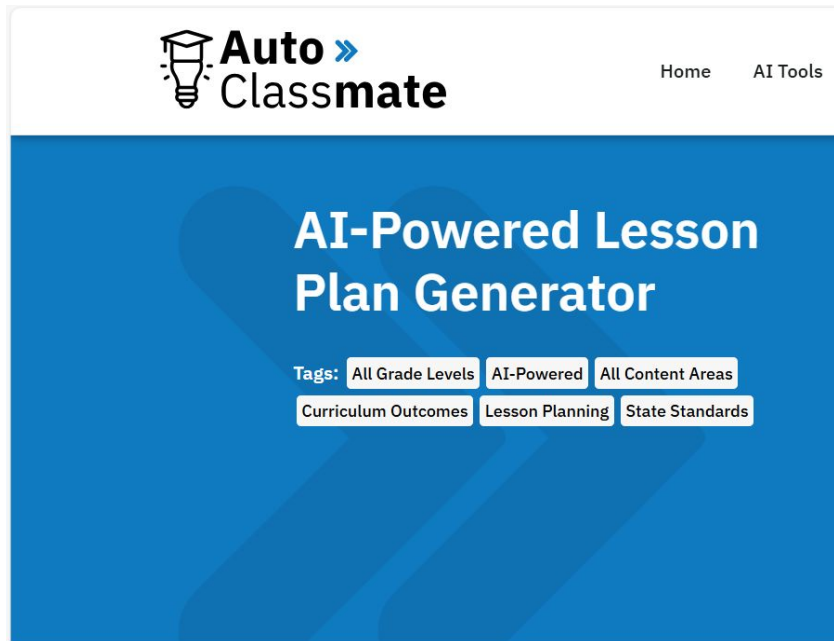 Auto
Classmate
Home AI Tools
AI-Powered Lesson
Plan Generator
Tags: All Grade Levels AI-Powered All Content Areas
Curriculum Outcomes Lesson Planning State Standards